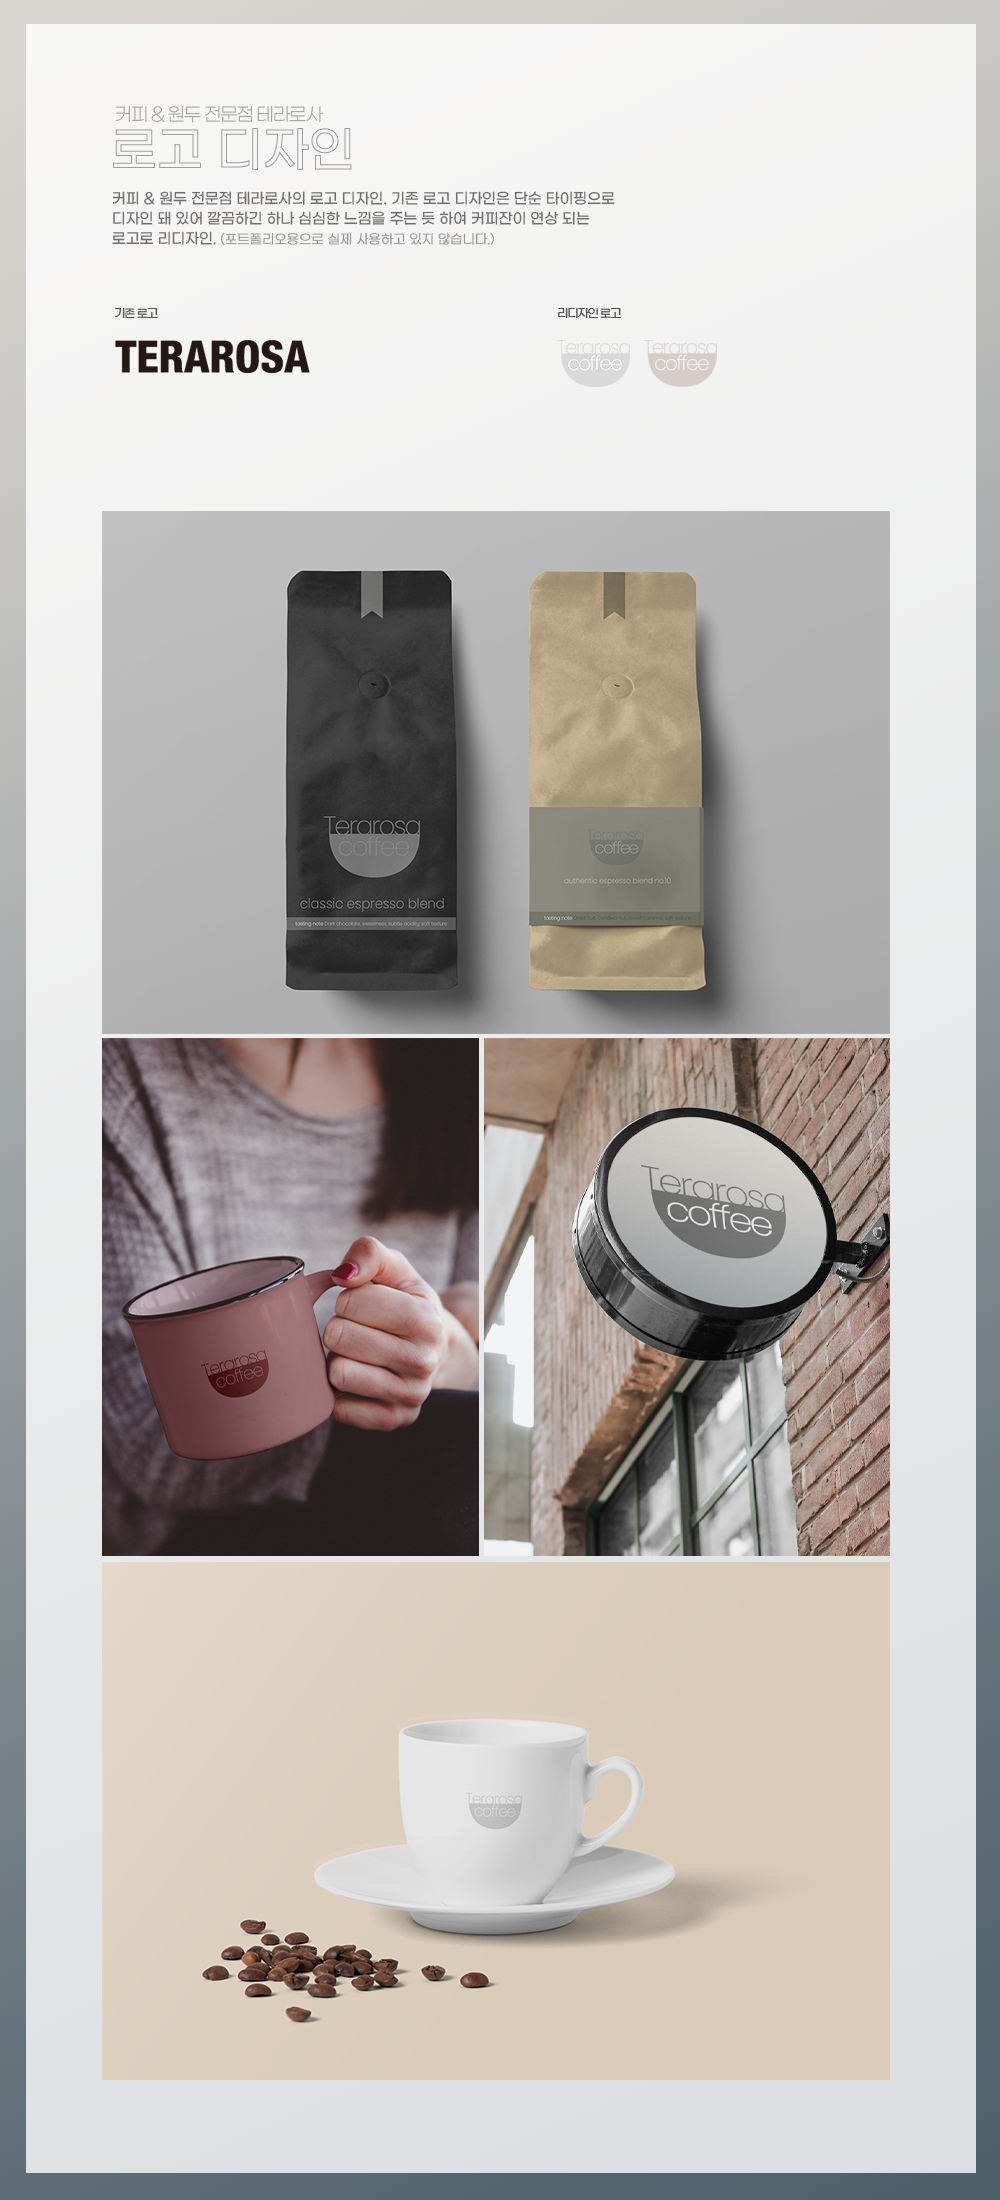 커피 & 원두 전문점 테라로사
로고 디자인
커피 & 원두 전문점 테라로사의 로고 디자인. 기존 로고 디자인은 단순 타이핑으로
디자인 돼 있어 깔끔하긴 하나 심심한 느낌을 주는 듯 하여 커피잔이 연상 되는
로고로 리디자인. (포트폴리오용으로 실제 사용하고 있지 않습니다.)
기존 로고
리디자인 로고
TERAROSA
Terarosa
coffee
Terarosa
coffee
Terarosa
coffee
classic espresso blend
tasting note Dark chocolate, sweetness, subtle acidity, soft texture
Terarosa
coffee
authentic espresso blend no.10
tasting note
Terarosa
coffee
Terarosa
coffee
Terarosa
coffee